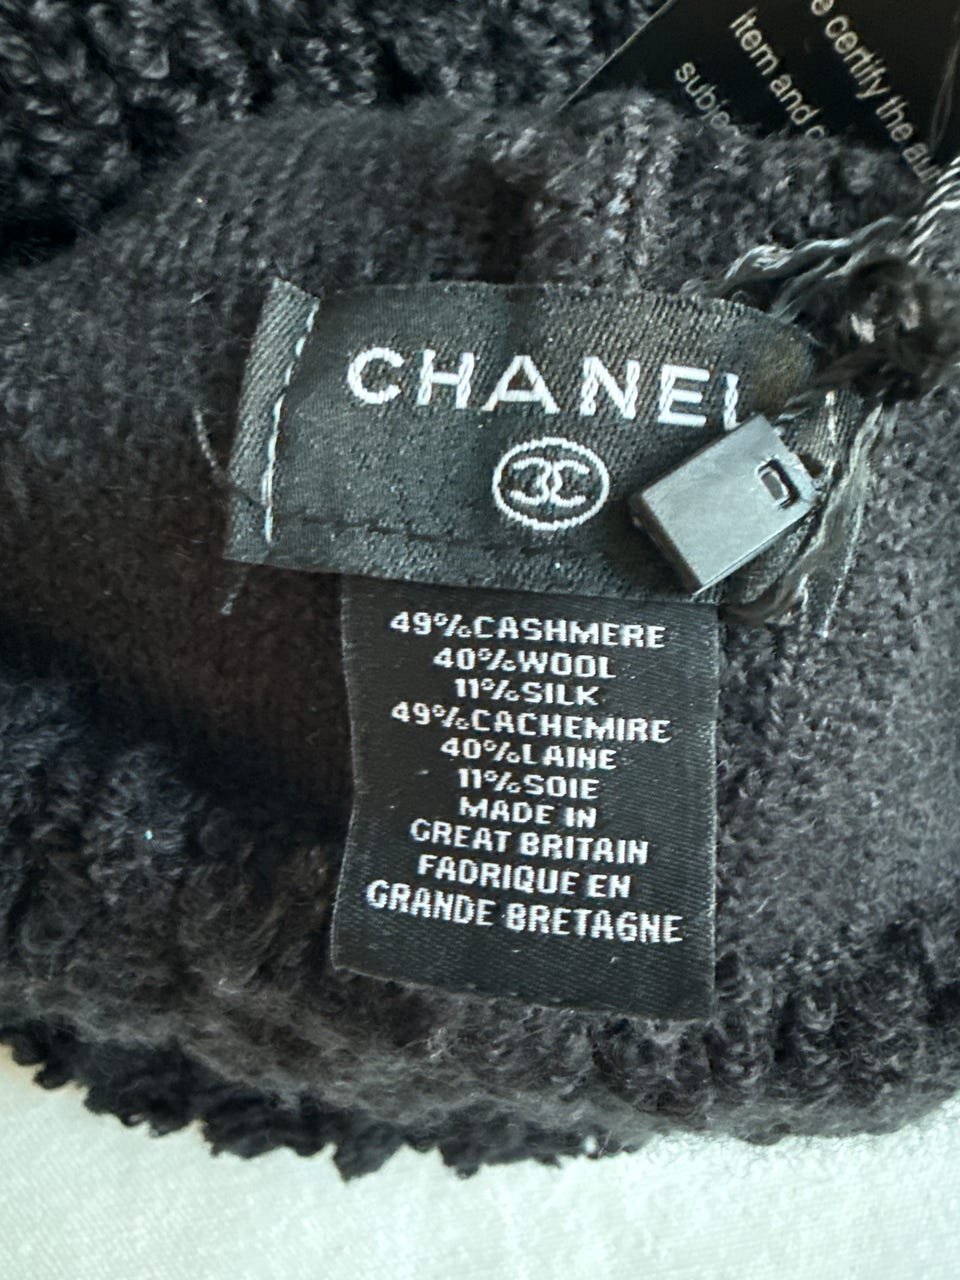 e certify the au
Item and c
subjec
CHANEL
49%CASHMERE
40%WOOL
11%SILK
49%CACHEMIRE
40%LAINE
11%SOIE
MADE IN
GREAT BRITAIN
FADRIQUE EN
GRANDE BRETAGNE